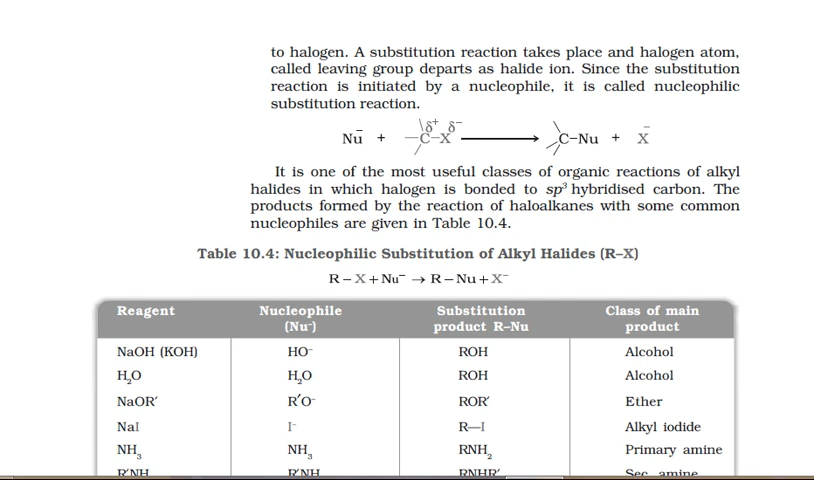 to halogen. A substitution reaction takes place and halogen atom,
called leaving group departs as halide ion. Since the substitution
reaction is initiated by a nucleophile, it is called nucleophilic
substitution reaction.
Nu⁻ + C–X δ+ δ− → C–Nu + X⁻
It is one of the most useful classes of organic reactions of alkyl
halides in which halogen is bonded to sp³ hybridised carbon. The
products formed by the reaction of haloalkanes with some common
nucleophiles are given in Table 10.4.
Table 10.4: Nucleophilic Substitution of Alkyl Halides (R–X)
R – X + Nu⁻ → R – Nu + X⁻
Reagent Nucleophile (Nu⁻) Substitution product R–Nu Class of main product
NaOH (KOH) HO⁻ ROH Alcohol
H₂O H₂O ROH Alcohol
NaOR′ R′O⁻ ROR′ Ether
NaI I⁻ R—I Alkyl iodide
NH₃ NH₃ RNH₂ Primary amine
R′NH R′NH RNHR′ Sec. amine